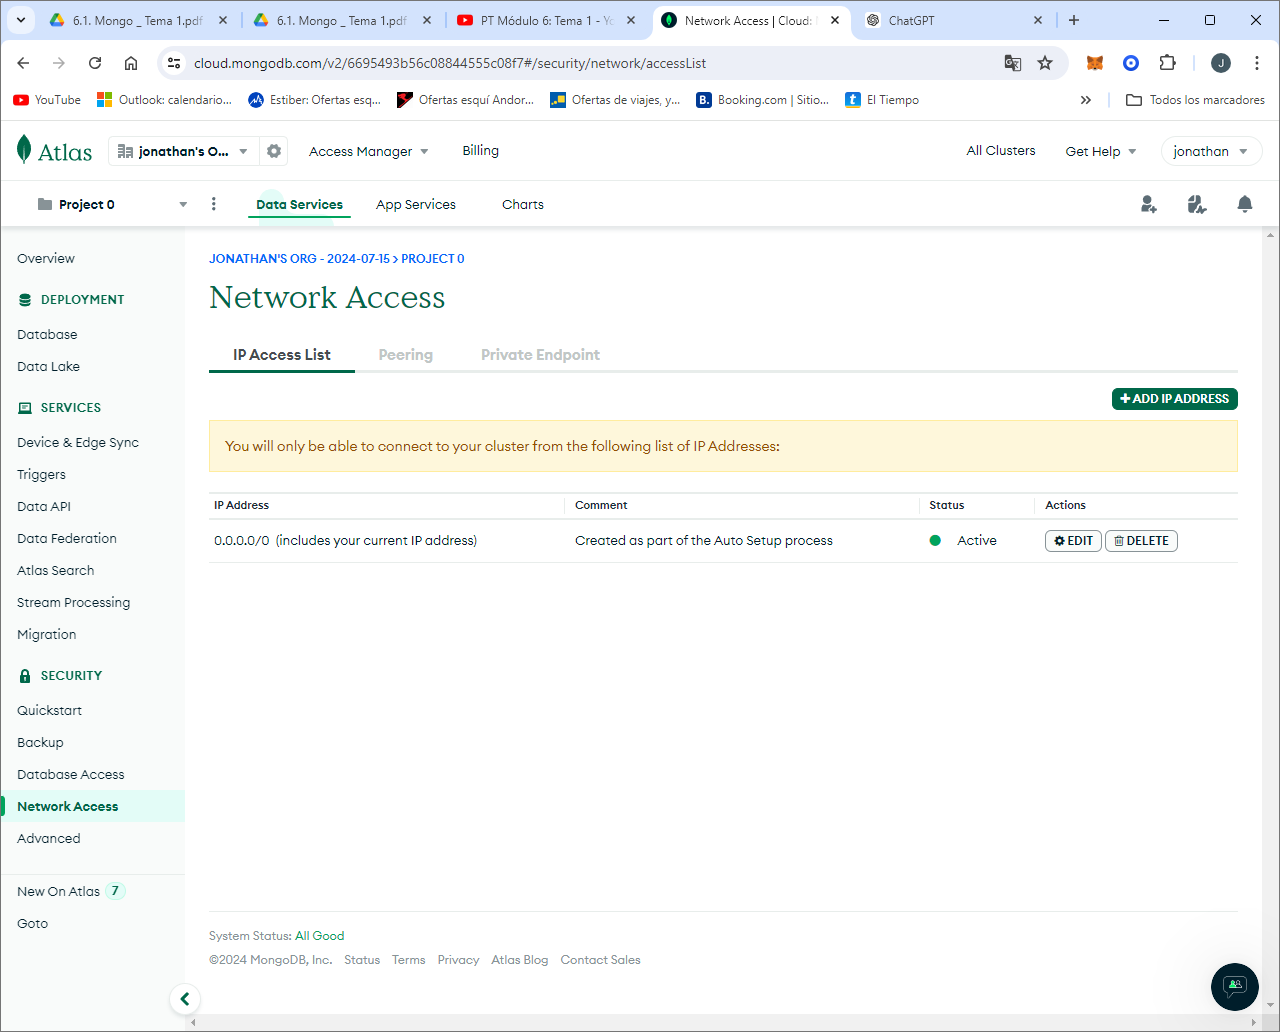 6.1. Mongo _ Tema 1.pdf
6.1. Mongo _ Tema 1.pdf
PT Módulo 6: Tema 1 - Yo
Network Access | Cloud:
ChatGPT
cloud.mongodb.com/v2/6695493b56c08844555c08f7#/security/network/accessList
J
YouTube
Outlook: calendario...
Estiber: Ofertas esq...
Ofertas esquí Andor...
Ofertas de viajes, y...
B.
Booking.com | Sitio...
t
El Tiempo
Todos los marcadores
Atlas
jonathan's O...
Access Manager
Billing
All Clusters
Get Help
jonathan
Project 0
Data Services
App Services
Charts
Overview
DEPLOYMENT
Database
Data Lake
SERVICES
Device & Edge Sync
Triggers
Data API
Data Federation
Atlas Search
Stream Processing
Migration
SECURITY
Quickstart
Backup
Database Access
Network Access
Advanced
New On Atlas 7
Goto
JONATHAN'S ORG - 2024-07-15 > PROJECT 0
Network Access
IP Access List
Peering
Private Endpoint
+ ADD IP ADDRESS
You will only be able to connect to your cluster from the following list of IP Addresses:
IP Address Comment Status Actions
0.0.0.0/0 (includes your current IP address) Created as part of the Auto Setup process Active EDIT DELETE
System Status: All Good
©2024 MongoDB, Inc. Status Terms Privacy Atlas Blog Contact Sales